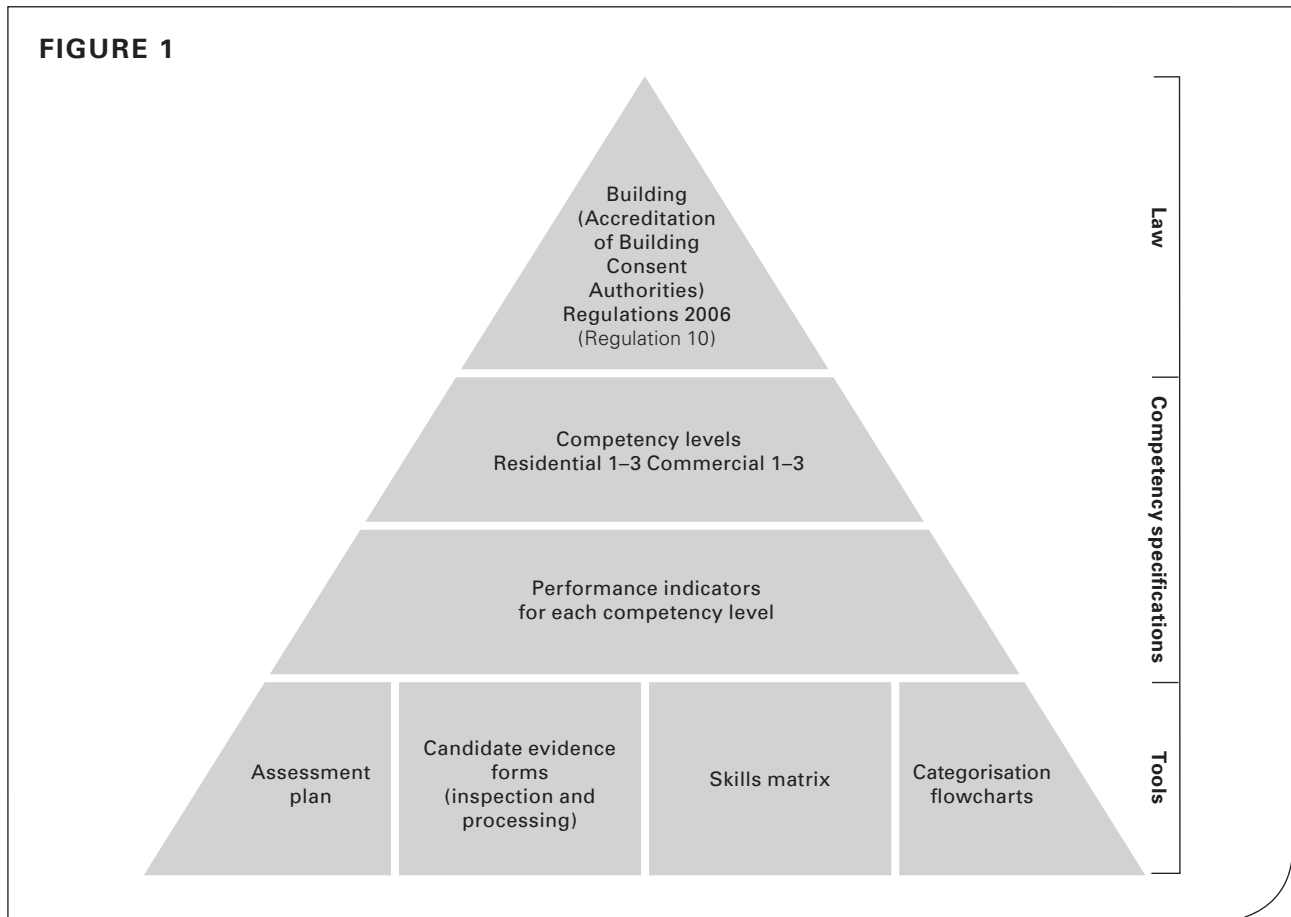 FIGURE 1
Building
(Accreditation
of Building
Consent
Authorities)
Regulations 2006
(Regulation 10)
Law
Competency levels
Residential 1–3 Commercial 1–3
Performance indicators
for each competency level
Competency specifications
Assessment
plan
Candidate evidence
forms
(inspection and
processing)
Skills matrix
Categorisation
flowcharts
Tools